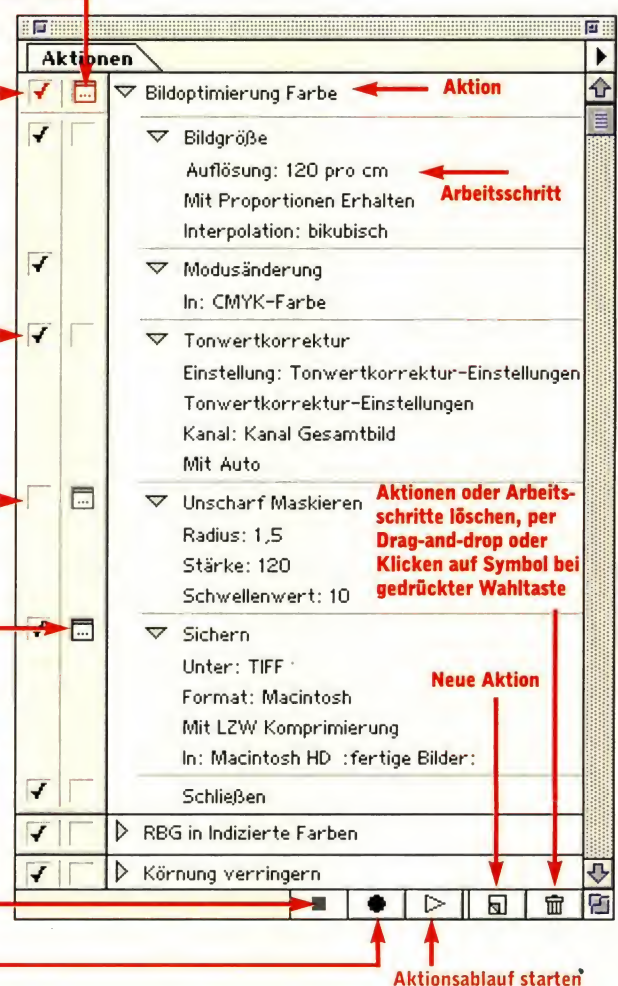 Aktionen
Bildoptimierung Farbe
Aktion
Bildgröße
Auflösung: 120 pro cm
Arbeitsschritt
Mit Proportionen Erhalten
Interpolation: bikubisch
Modusänderung
In: CMYK-Farbe
Tonwertkorrektur
Einstellung: Tonwertkorrektur-Einstellungen
Tonwertkorrektur-Einstellungen
Kanal: Kanal Gesamtbild
Mit Auto
Unscharf Maskieren
Radius: 1,5
Stärke: 120
Schwellenwert: 10
Aktionen oder Arbeits-
schritte löschen, per
Drag-and-drop oder
Klicken auf Symbol bei
gedrückter Wahltaste
Sichern
Unter: TIFF
Format: Macintosh
Mit LZW Komprimierung
In: Macintosh HD :fertige Bilder:
Neue Aktion
Schließen
RBG in Indizierte Farben
Körnung verringern
Aktionsablauf starten